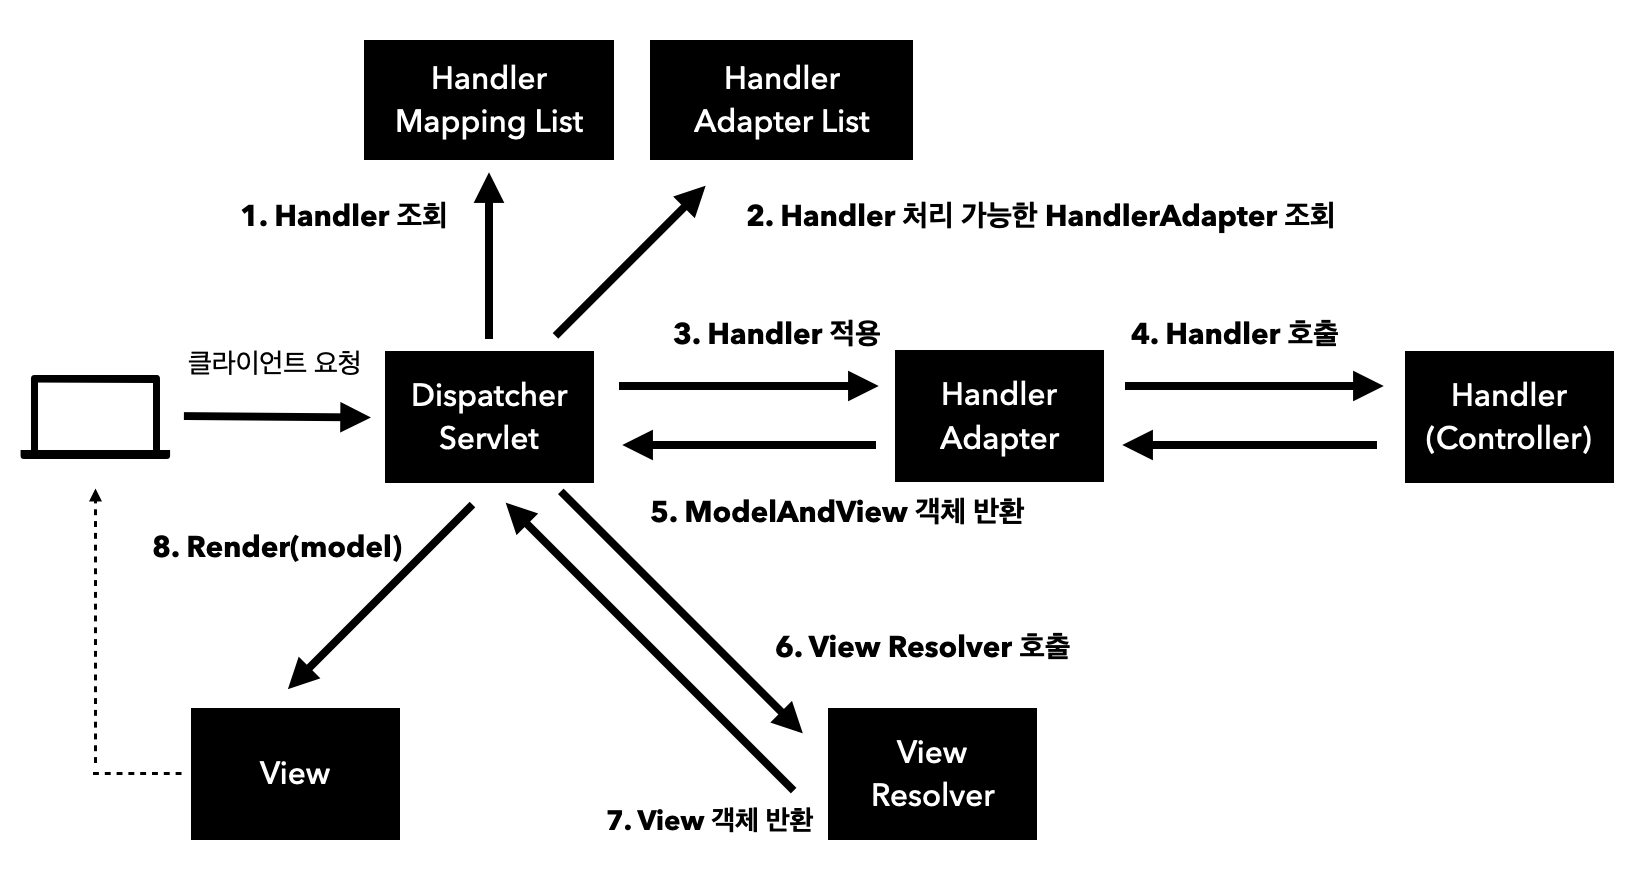 Handler
Mapping List
Handler
Adapter List
1. Handler 조회
2. Handler 처리 가능한 HandlerAdapter 조회
3. Handler 적용
4. Handler 호출
클라이언트 요청
Dispatcher
Servlet
Handler
Adapter
Handler
(Controller)
5. ModelAndView 객체 반환
8. Render(model)
6. View Resolver 호출
View
View
Resolver
7. View 객체 반환